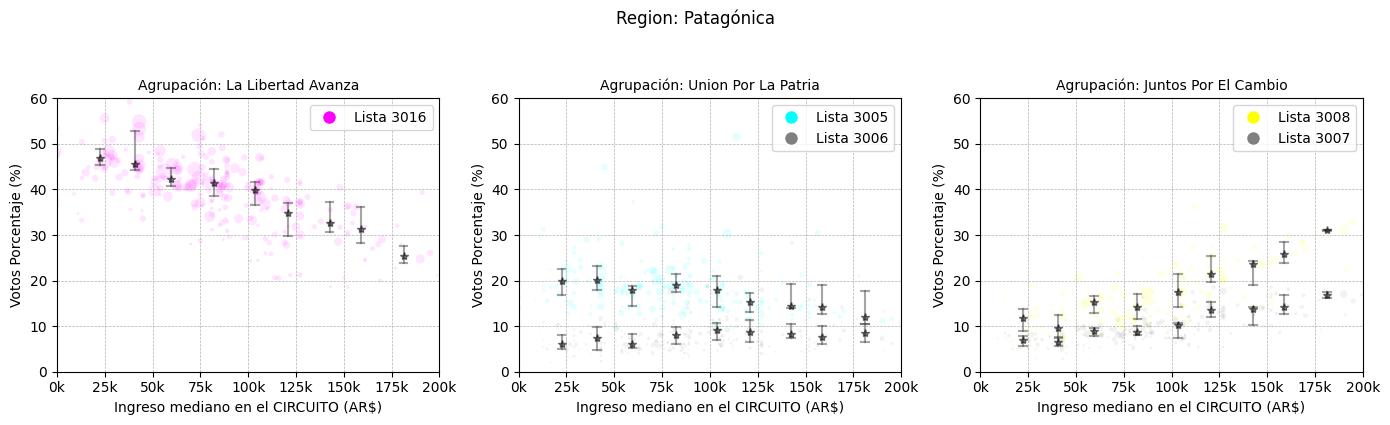 Region: Patagónica
Agrupación: La Libertad Avanza
60
50
40
30
20
10
0
Votos Porcentaje (%)
Lista 3016
0k 25k 50k 75k 100k 125k 150k 175k 200k
Ingreso mediano en el CIRCUITO (AR$)
Agrupación: Union Por La Patria
60
50
40
30
20
10
0
Votos Porcentaje (%)
Lista 3005
Lista 3006
0k 25k 50k 75k 100k 125k 150k 175k 200k
Ingreso mediano en el CIRCUITO (AR$)
Agrupación: Juntos Por El Cambio
60
50
40
30
20
10
0
Votos Porcentaje (%)
Lista 3008
Lista 3007
0k 25k 50k 75k 100k 125k 150k 175k 200k
Ingreso mediano en el CIRCUITO (AR$)